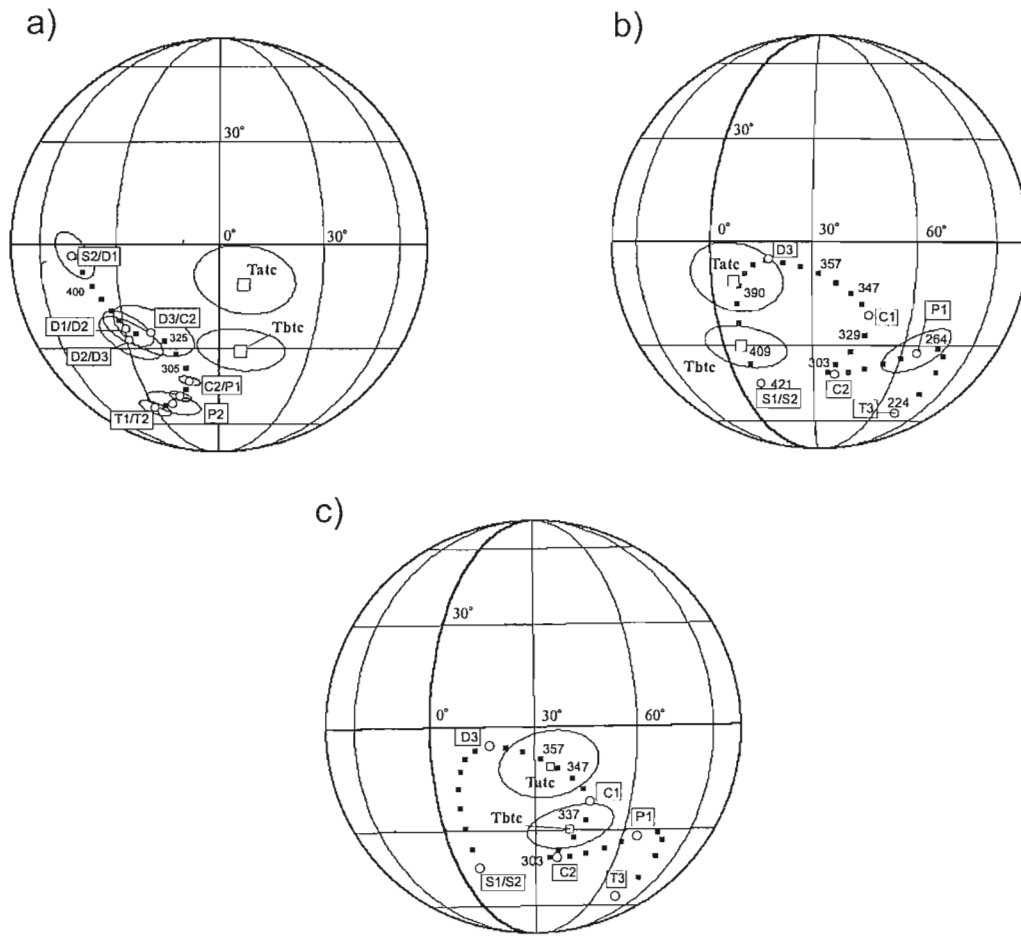 a)
30°
0°
30°
S2/D1
Tatc
400
D1/D2
D3/C2
325
Tbtc
D2/D3
305
C2/P1
T1/T2
P2
b)
30°
0°
30°
60°
D3
Tatc
357
390
347
C1
P1
329
264
Tbtc
409
303
C2
421
S1/S2
T3
224
c)
30°
0°
30°
60°
D3
357
347
Tatc
C1
Tbtc
337
P1
303
C2
S1/S2
T3